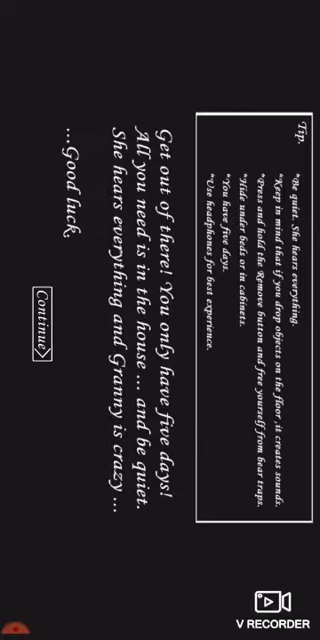 Tip.
*Be quiet. She hears everything.
*Keep in mind that if you drop objects on the floor ,it creates sounds.
*Press and hold the Remove button and free yourself from bear traps.
*Hide under beds or in cabinets.
*You have five days.
*Use headphones for best experience.
Get out of there! You only have five days!
All you need is in the house ... and be quiet.
She hears everything and Granny is crazy ...
...Good luck.
Continue
V RECORDER